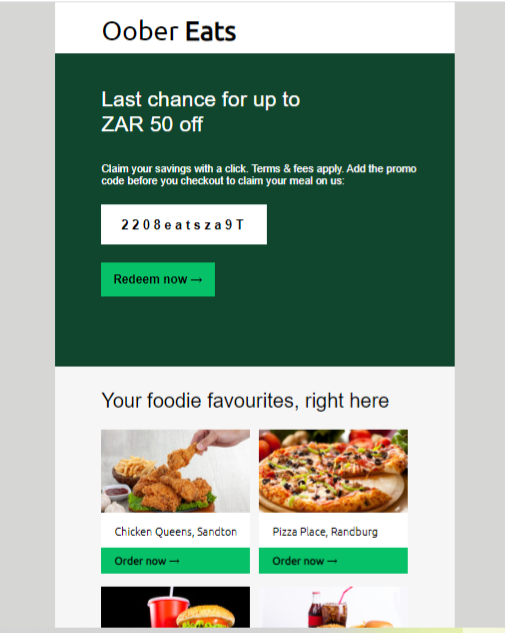 Oober Eats
Last chance for up to
ZAR 50 off
Claim your savings with a click. Terms & fees apply. Add the promo
code before you checkout to claim your meal on us:
2208eatsza9T
Redeem now →
Your foodie favourites, right here
Chicken Queens, Sandton
Pizza Place, Randburg
Order now →
Order now →